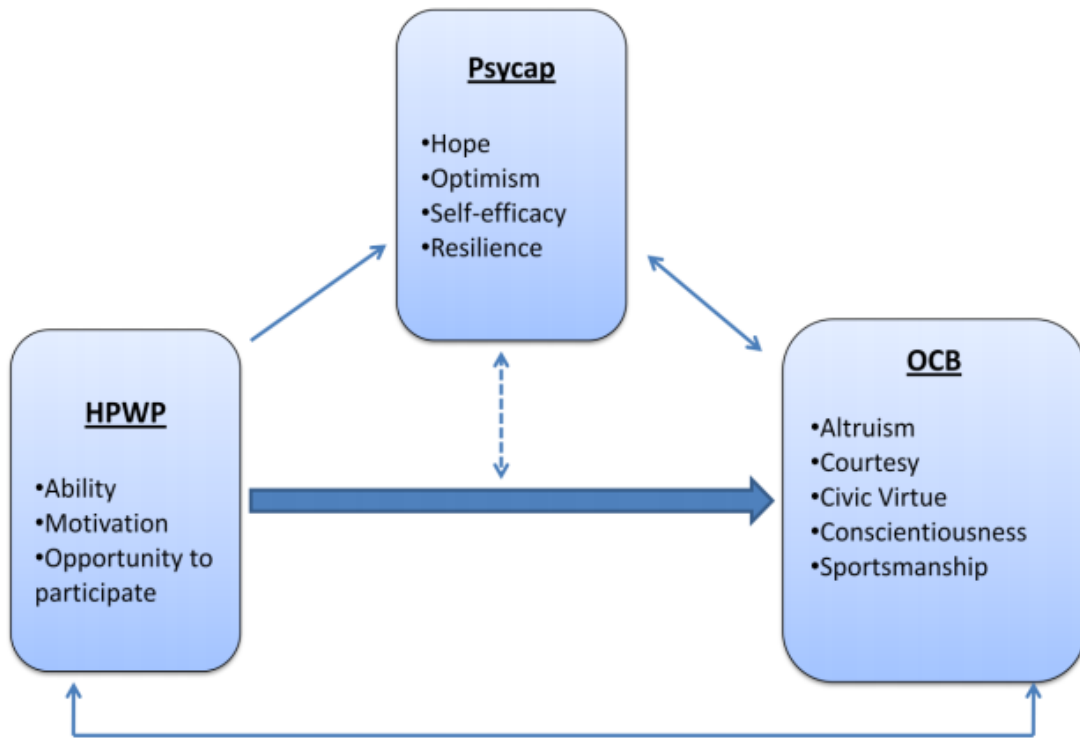 Psycap
•Hope
•Optimism
•Self-efficacy
•Resilience
HPWP
•Ability
•Motivation
•Opportunity to
participate
OCB
•Altruism
•Courtesy
•Civic Virtue
•Conscientiousness
•Sportsmanship